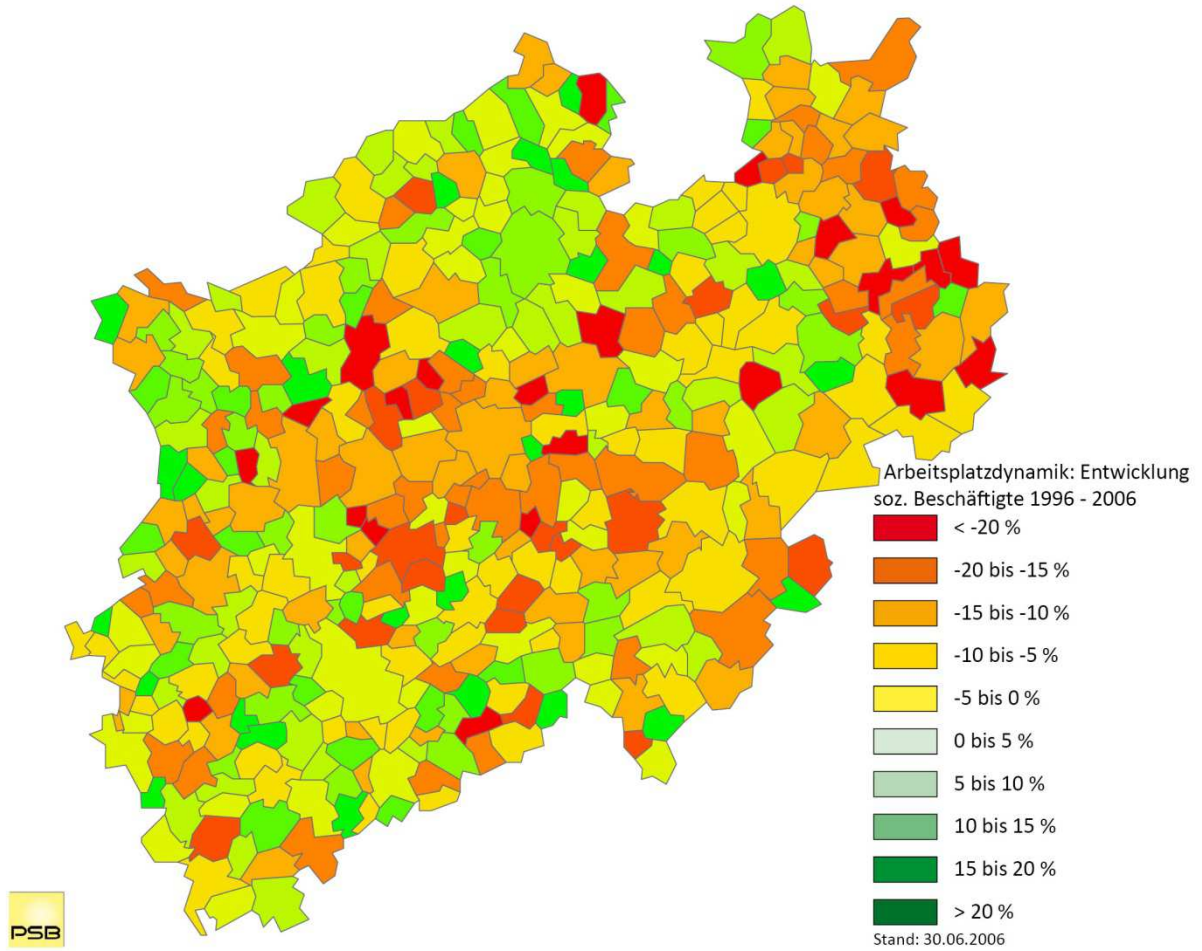 Arbeitsplatzdynamik: Entwicklung
soz. Beschäftigte 1996 - 2006
< -20 %
-20 bis -15 %
-15 bis -10 %
-10 bis -5 %
-5 bis 0 %
0 bis 5 %
5 bis 10 %
10 bis 15 %
15 bis 20 %
> 20 %
Stand: 30.06.2006
PSB